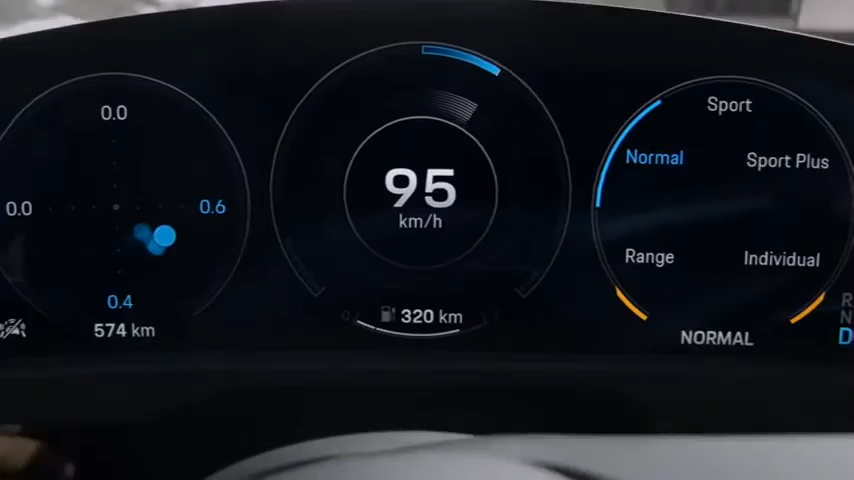 0.0
0.0
0.6
0.4
574 km
95
km/h
320 km
Sport
Normal
Sport Plus
Range
Individual
NORMAL
R
N
D